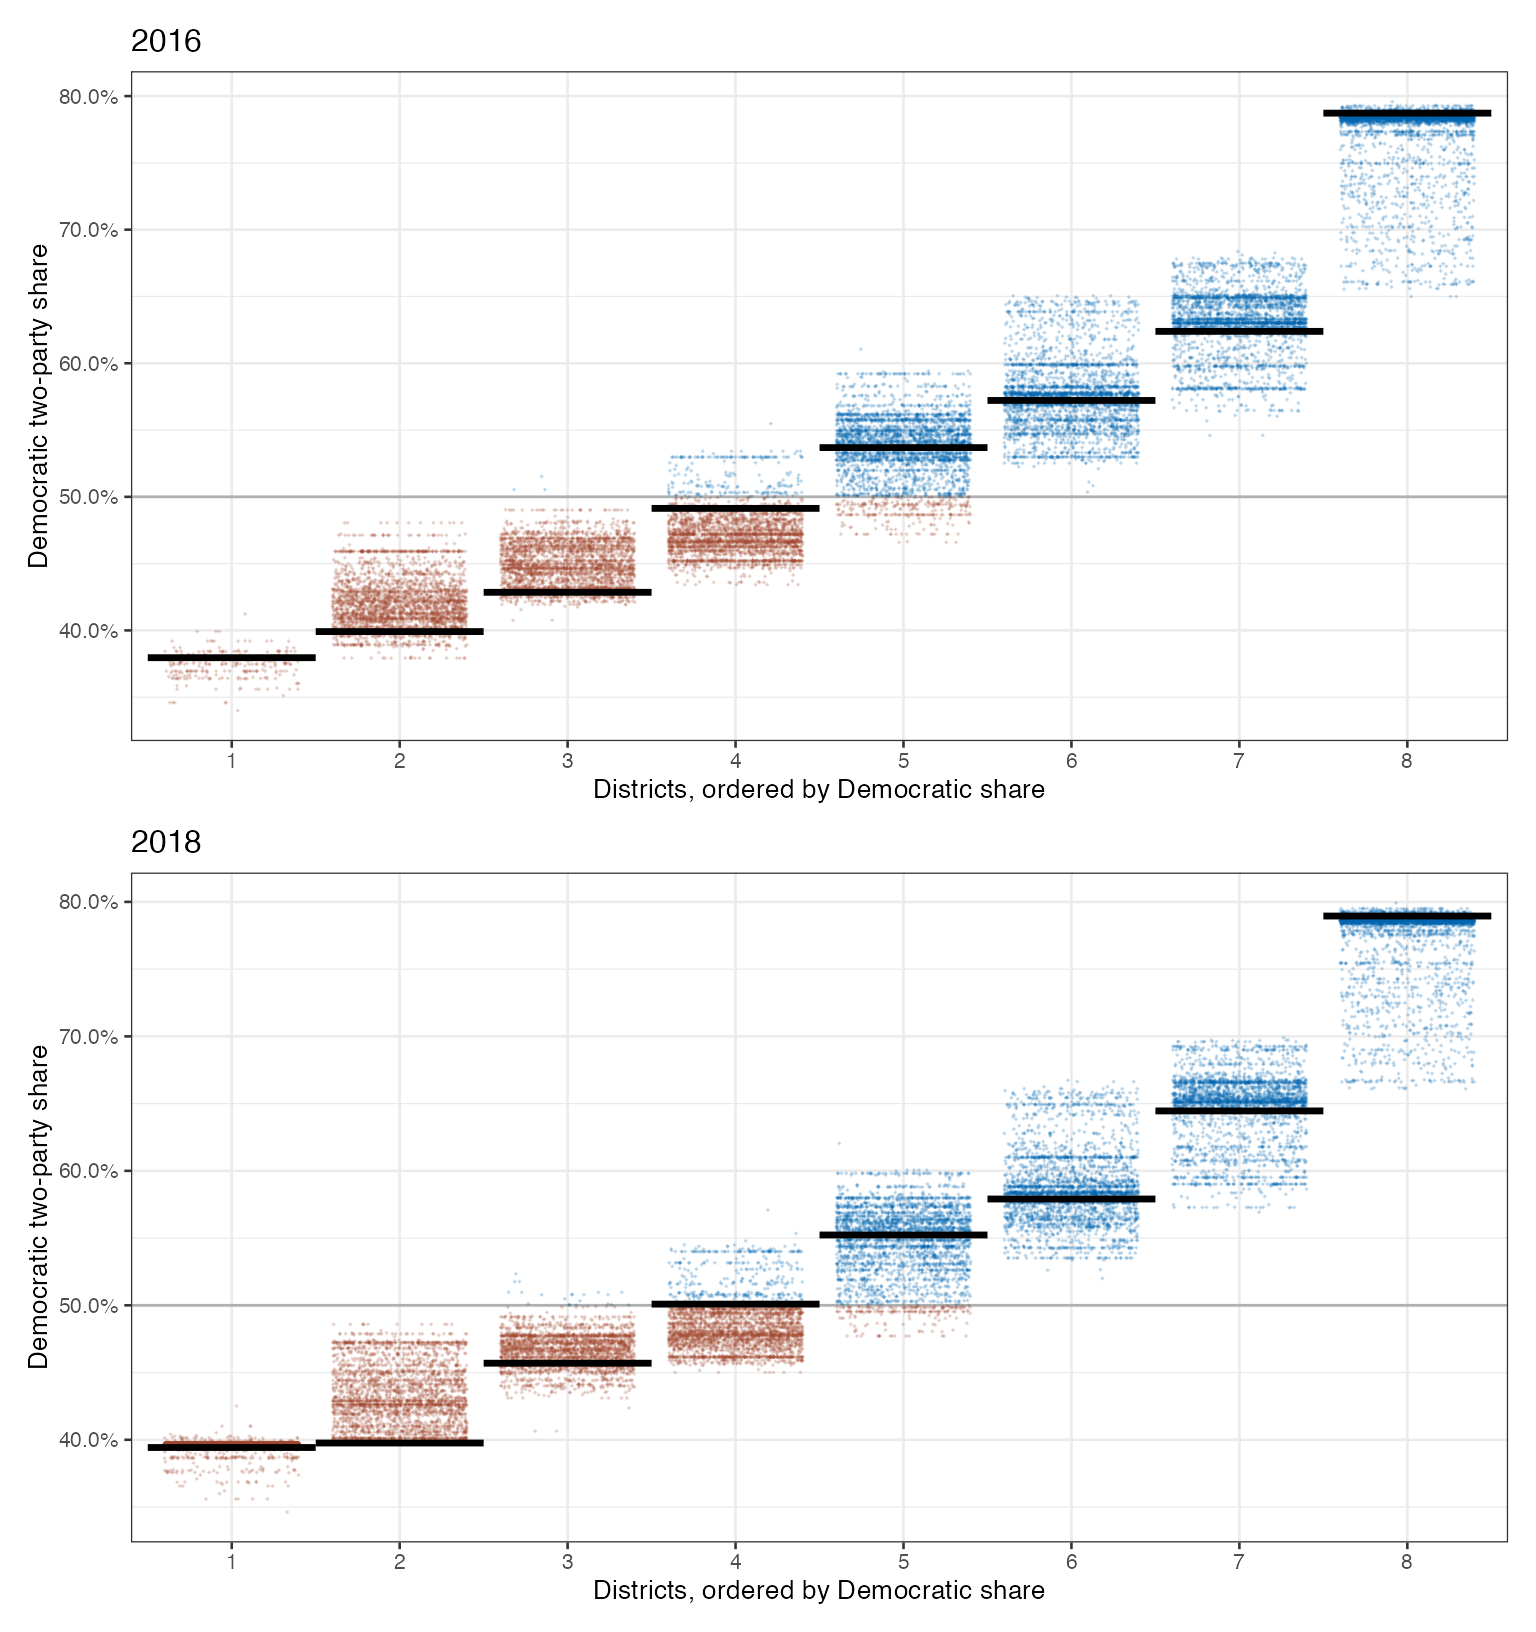 2016
Democratic two-party share
80.0%
70.0%
60.0%
50.0%
40.0%
1 2 3 4 5 6 7 8
Districts, ordered by Democratic share
2018
Democratic two-party share
80.0%
70.0%
60.0%
50.0%
40.0%
1 2 3 4 5 6 7 8
Districts, ordered by Democratic share